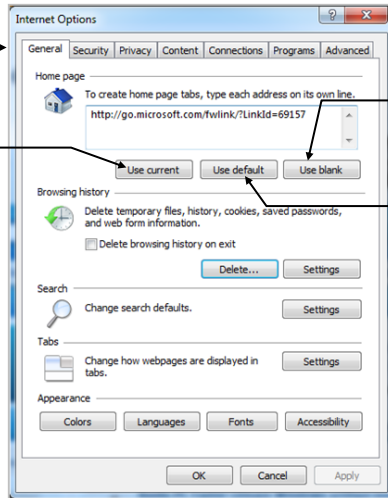 Internet Options
General Security Privacy Content Connections Programs Advanced
Home page
To create home page tabs, type each address on its own line.
http://go.microsoft.com/fwlink/?LinkId=69157
Use current Use default Use blank
Browsing history
Delete temporary files, history, cookies, saved passwords,
and web form information.
Delete browsing history on exit
Delete... Settings
Search
Change search defaults. Settings
Tabs
Change how webpages are displayed in
tabs. Settings
Appearance
Colors Languages Fonts Accessibility
OK Cancel Apply